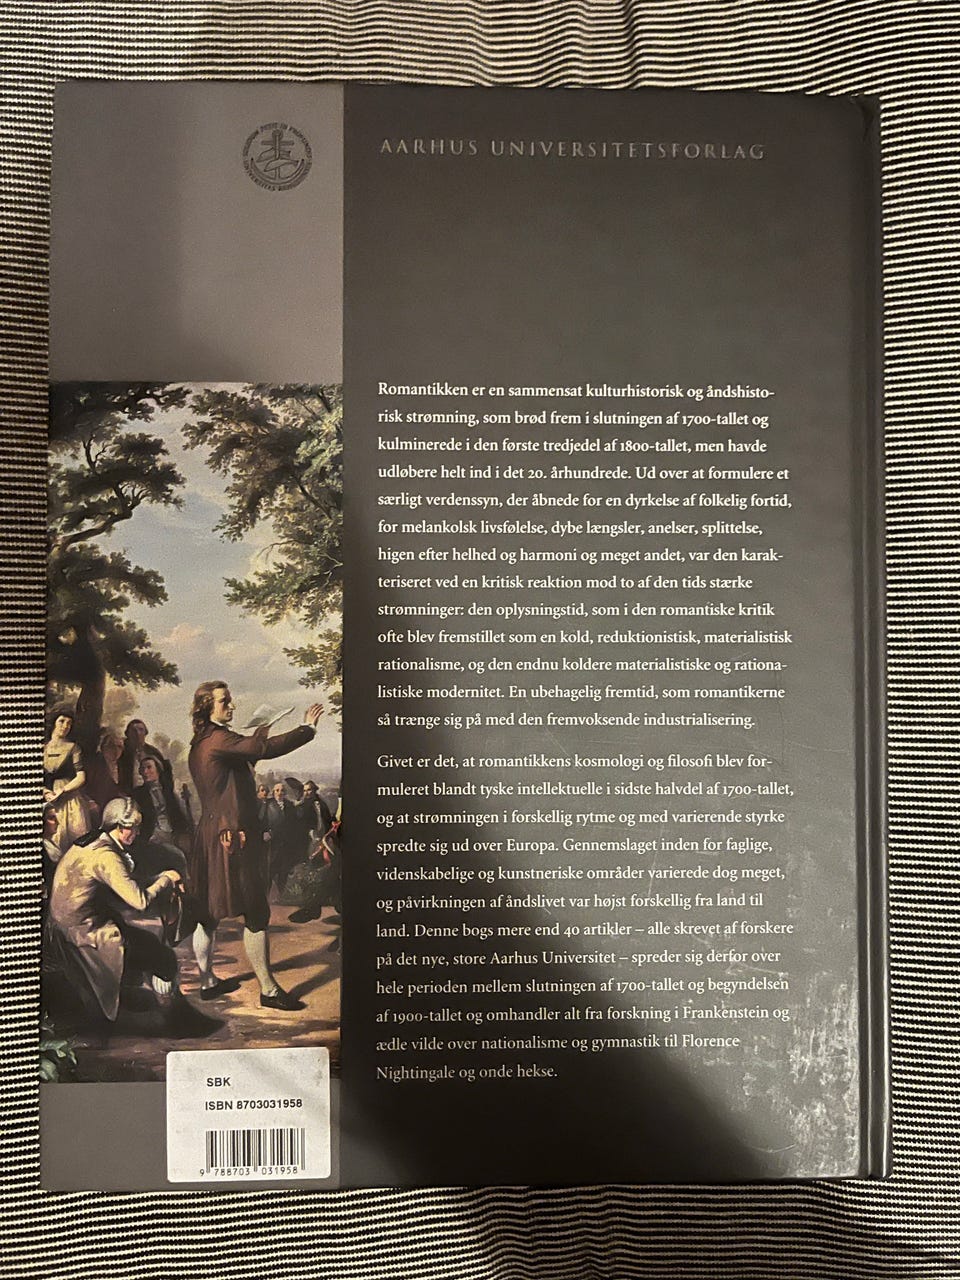 AARHUS UNIVERSITETSFORLAG
Romantikken er en sammensat kulturhistorisk og åndshisto-
risk strømning, som brød frem i slutningen af 1700-tallet og
kulminerede i den første tredjedel af 1800-tallet, men havde
udløbere helt ind i det 20. århundrede. Ud over at formulere et
særligt verdenssyn, der åbnede for en dyrkelse af folkelig fortid,
for melankolsk livsfølelse, dybe længsler, anelser, splittelse,
higen efter helhed og harmoni og meget andet, var den karak-
teriseret ved en kritisk reaktion mod to af den tids stærke
strømninger: den oplysningstid, som i den romantiske kritik
ofte blev fremstillet som en kold, reduktionistisk, materialistisk
rationalisme, og den endnu koldere materialistiske og rationa-
listiske modernitet. En ubehagelig fremtid, som romantikerne
så trænge sig på med den fremvoksende industrialisering.
Givet er det, at romantikkens kosmologi og filosofi blev for-
muleret blandt tyske intellektuelle i sidste halvdel af 1700-tallet,
og at strømningen i forskellig rytme og med varierende styrke
spredte sig ud over Europa. Gennemslaget inden for faglige,
videnskabelige og kunstneriske områder varierede dog meget,
og påvirkningen af åndslivet var højst forskellig fra land til
land. Denne bogs mere end 40 artikler – alle skrevet af forskere
på det nye, store Aarhus Universitet – spreder sig derfor over
hele perioden mellem slutningen af 1700-tallet og begyndelsen
af 1900-tallet og omhandler alt fra forskning i Frankenstein og
ædle vilde over nationalisme og gymnastik til Florence
Nightingale og onde hekse.
SBK
ISBN 8703031958
9 788703 031958